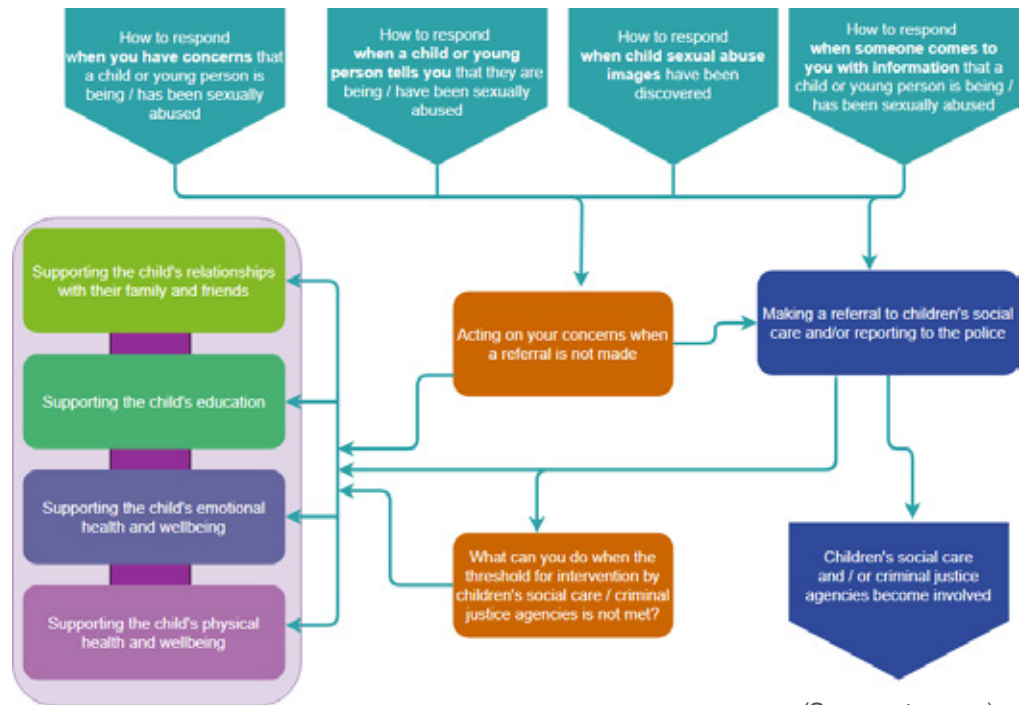 How to respond
when you have concerns that
a child or young person is
being / has been sexually
abused
How to respond
when a child or young
person tells you that they are
being / have been sexually
abused
How to respond
when child sexual abuse
images have been
discovered
How to respond
when someone comes to
you with information that a
child or young person is being /
has been sexually abused
Supporting the child's relationships
with their family and friends
Acting on your concerns when
a referral is not made
Making a referral to children's social
care and/or reporting to the police
Supporting the child's education
Supporting the child's emotional
health and wellbeing
What can you do when the
threshold for intervention by
children's social care / criminal
justice agencies is not met?
Children's social care
and / or criminal justice
agencies become involved
Supporting the child's physical
health and wellbeing